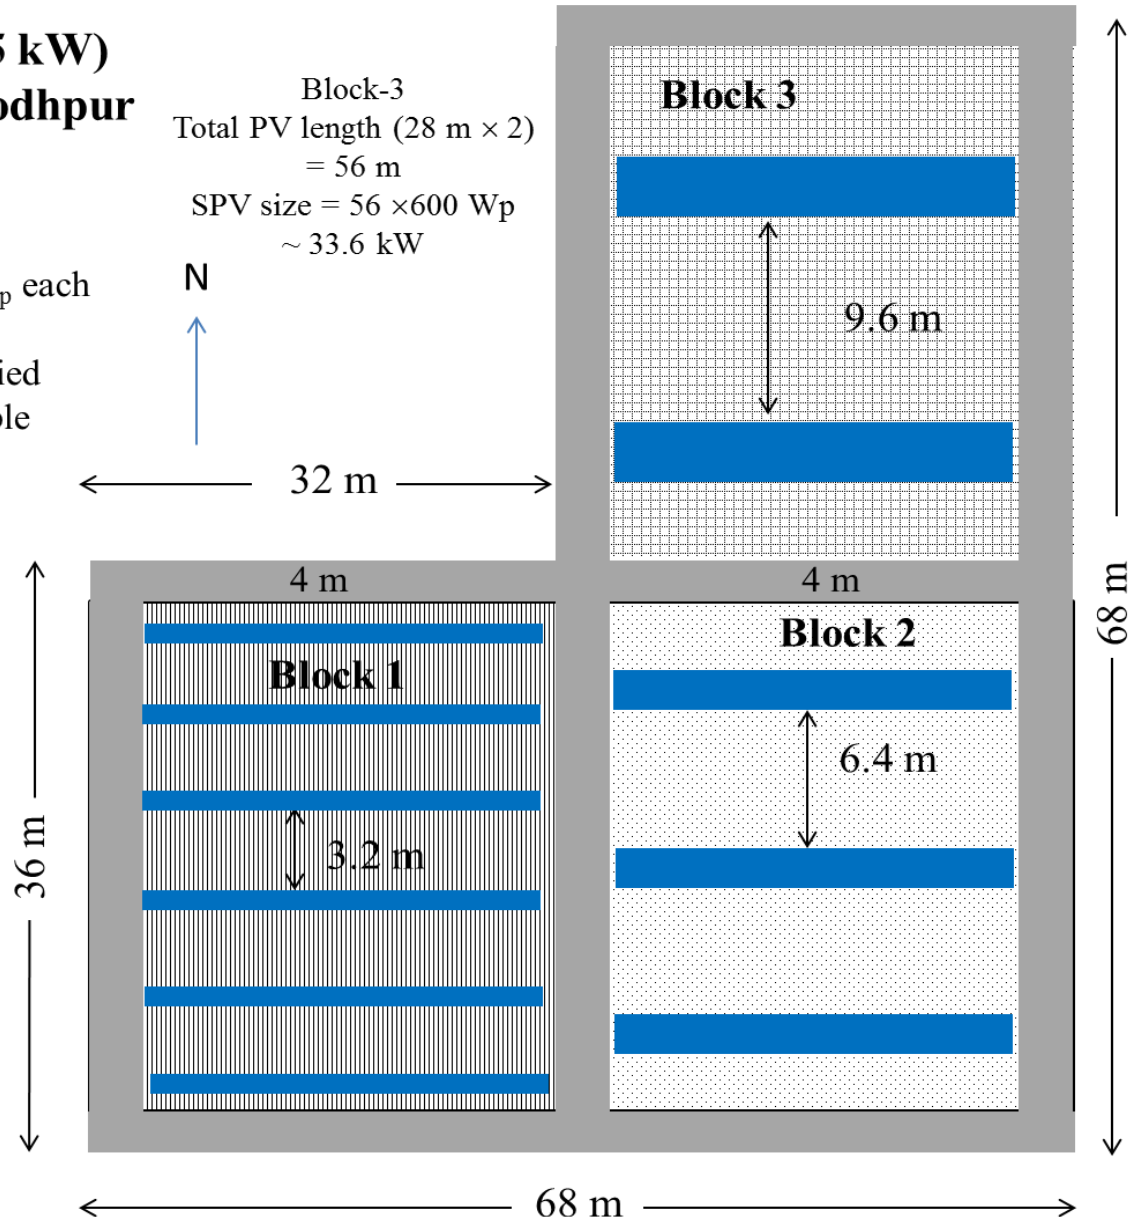 5 kW)
odhpur
Block-3
Total PV length (28 m × 2)
= 56 m
SPV size = 56 ×600 Wp
~ 33.6 kW
N
p each
ied
ole
32 m
Block 3
9.6 m
4 m
4 m
Block 1
3.2 m
Block 2
6.4 m
36 m
68 m
68 m